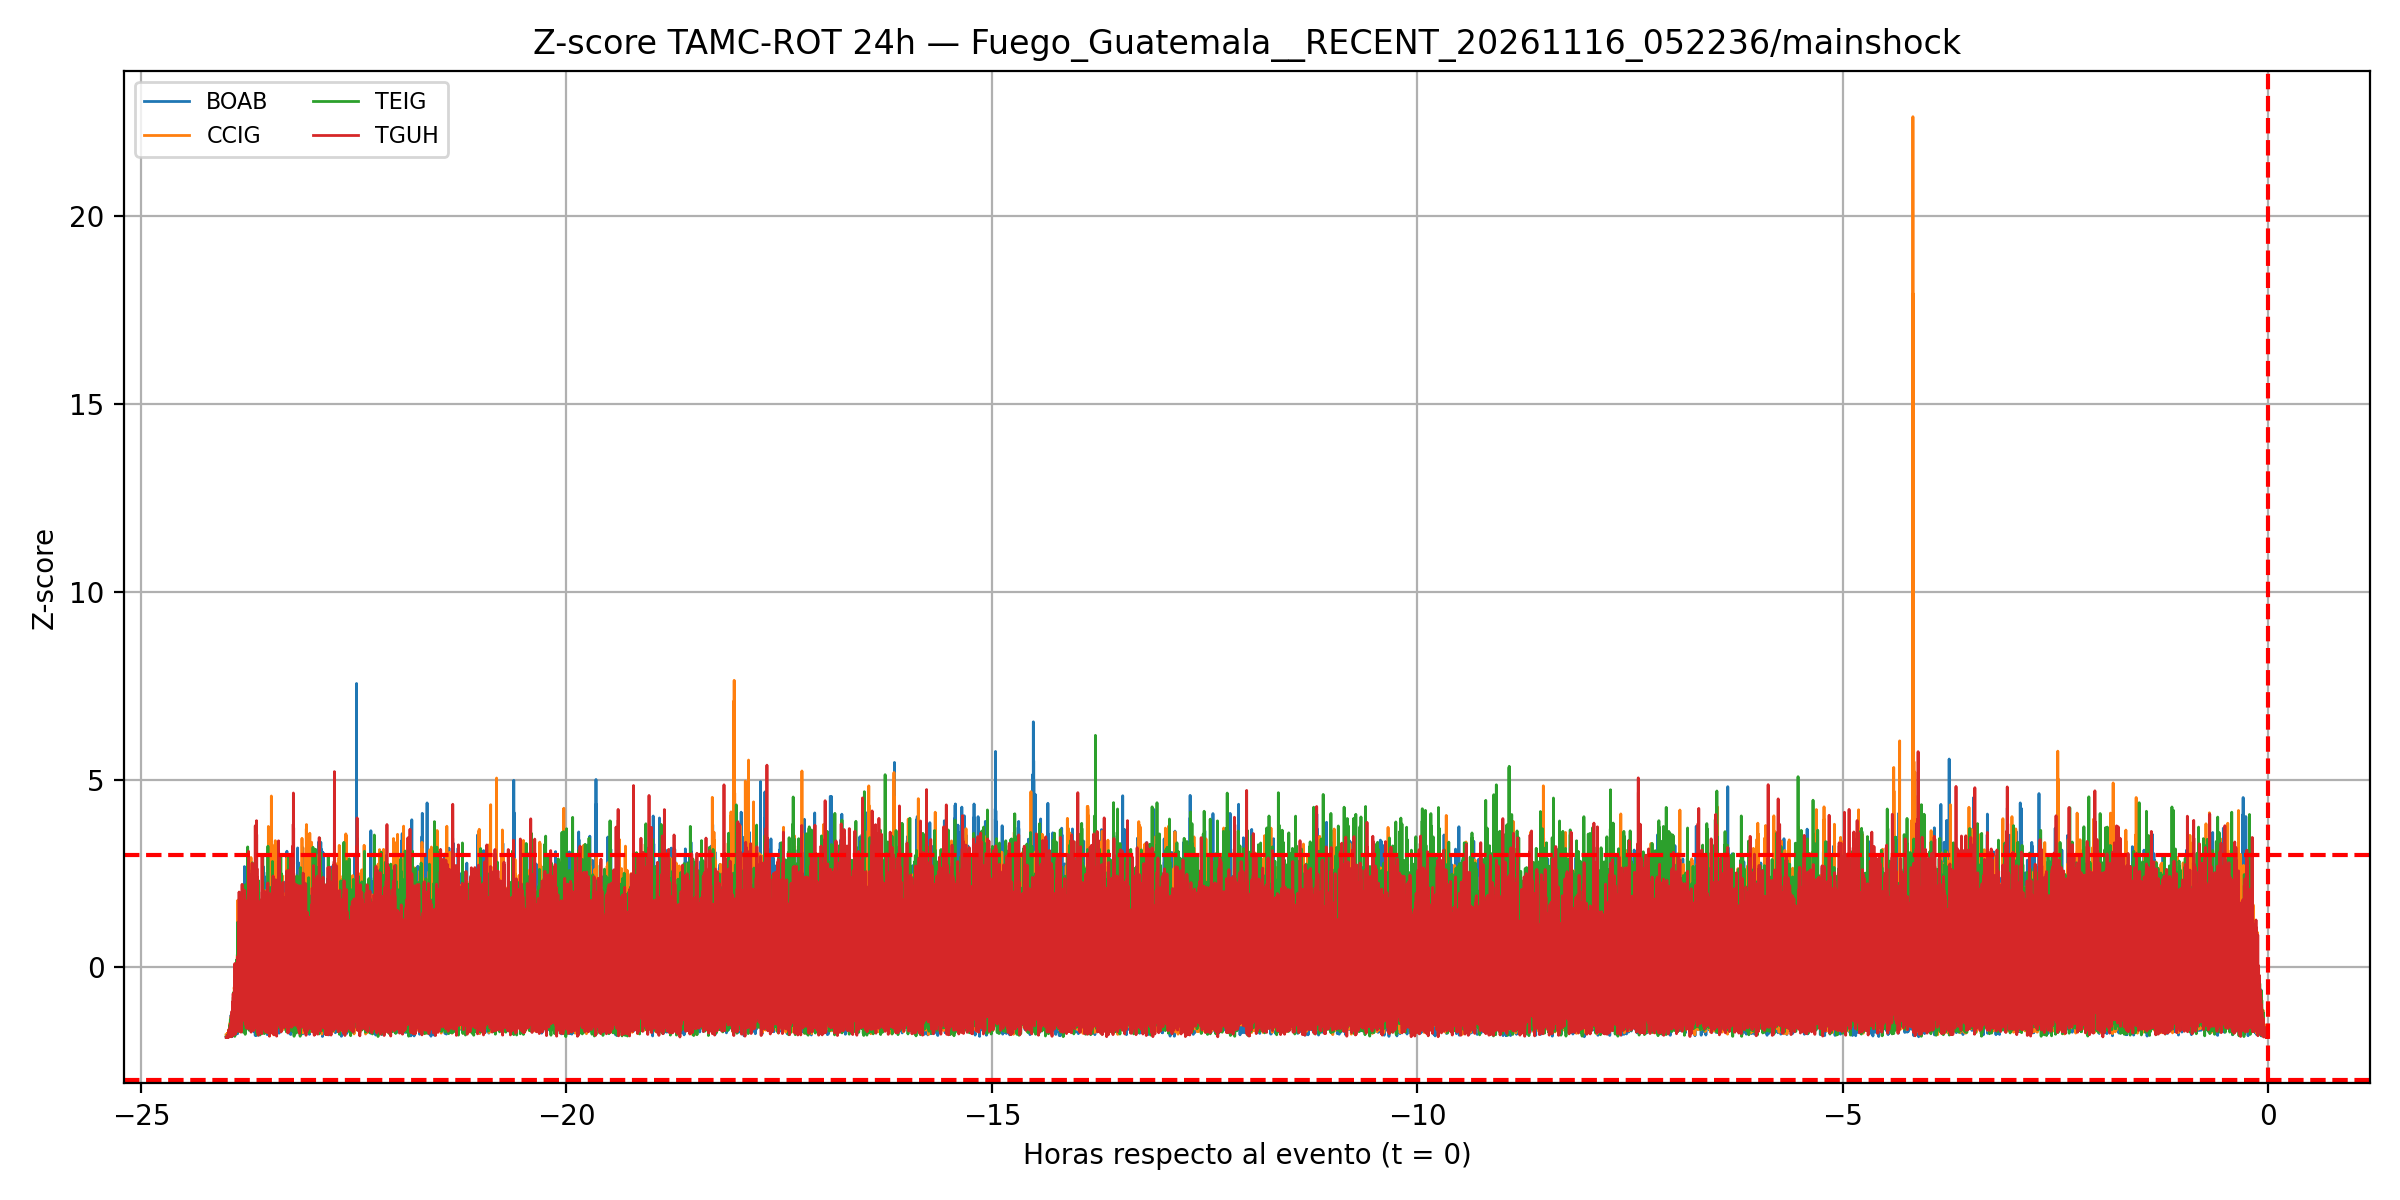 Z-score TAMC-ROT 24h — Fuego_Guatemala__RECENT_20261116_052236/mainshock
BOAB
CCIG
TEIG
TGUH
Z-score
20
15
10
5
0
−25
−20
−15
−10
−5
0
Horas respecto al evento (t = 0)